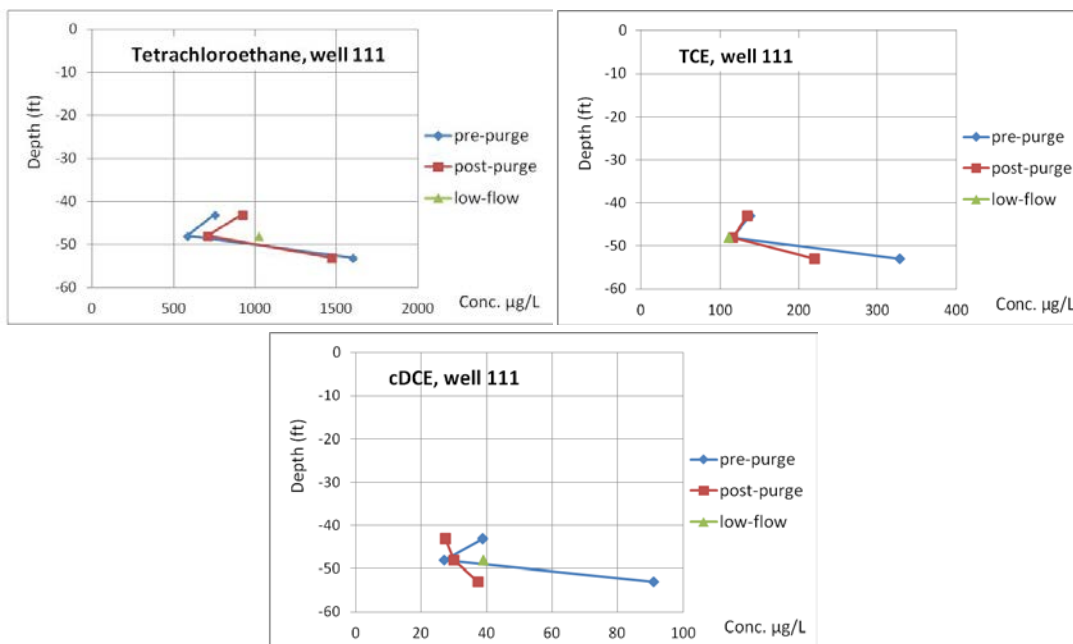 Tetrachloroethane, well 111
Depth (ft)
0
-10
-20
-30
-40
-50
-60
0 500 1000 1500 2000
Conc. µg/L
pre-purge
post-purge
low-flow
TCE, well 111
Depth (ft)
0
-10
-20
-30
-40
-50
-60
0 100 200 300 400
Conc. µg/L
pre-purge
post-purge
low-flow
cDCE, well 111
Depth (ft)
0
-10
-20
-30
-40
-50
-60
0 20 40 60 80 100
Conc. µg/L
pre-purge
post-purge
low-flow